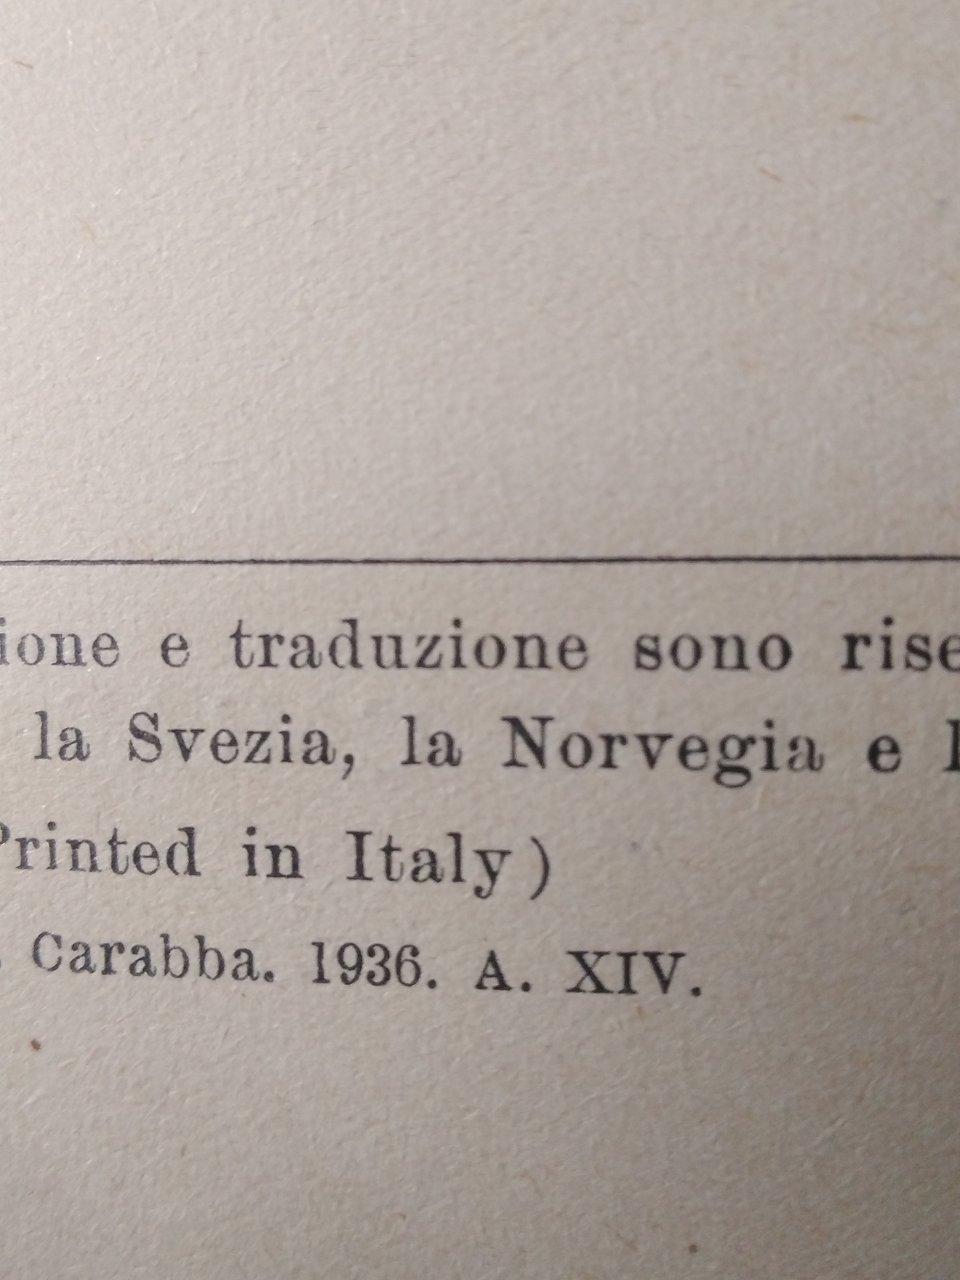 ione e traduzione sono rise
la Svezia, la Norvegia e l
Printed in Italy)
. Carabba. 1936. A. XIV.